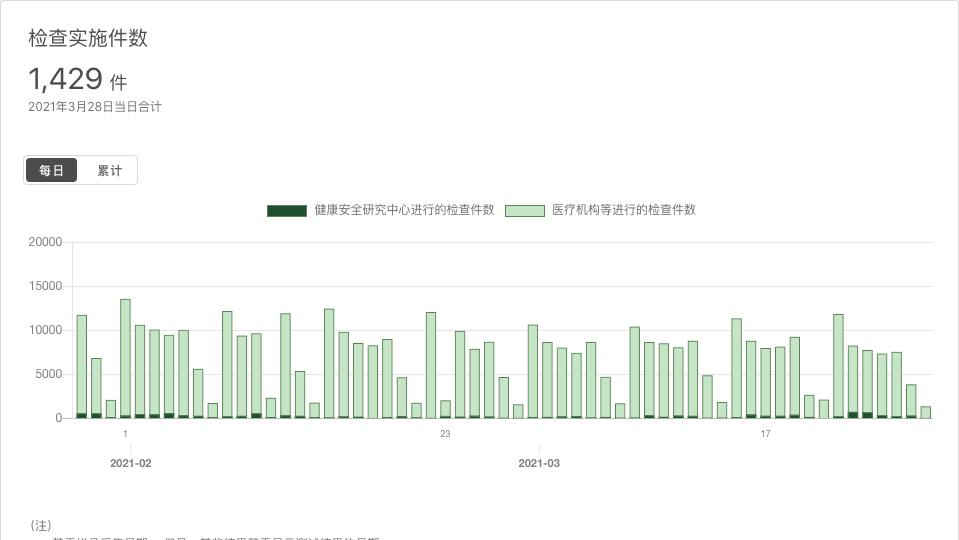 检查实施件数
1,429 件
2021年3月28日当日合计
每日 累计
健康安全研究中心进行的检查件数 医疗机构等进行的检查件数
20000
15000
10000
5000
0
1 23 17
2021-02 2021-03
(注)